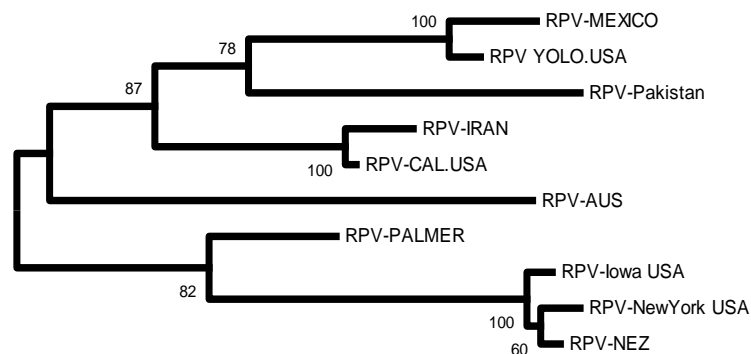 100
RPV-MEXICO
78
RPV YOLO.USA
87
RPV-Pakistan
RPV-IRAN
100
RPV-CAL.USA
RPV-AUS
RPV-PALMER
82
RPV-Iowa USA
100
RPV-NewYork USA
60
RPV-NEZ